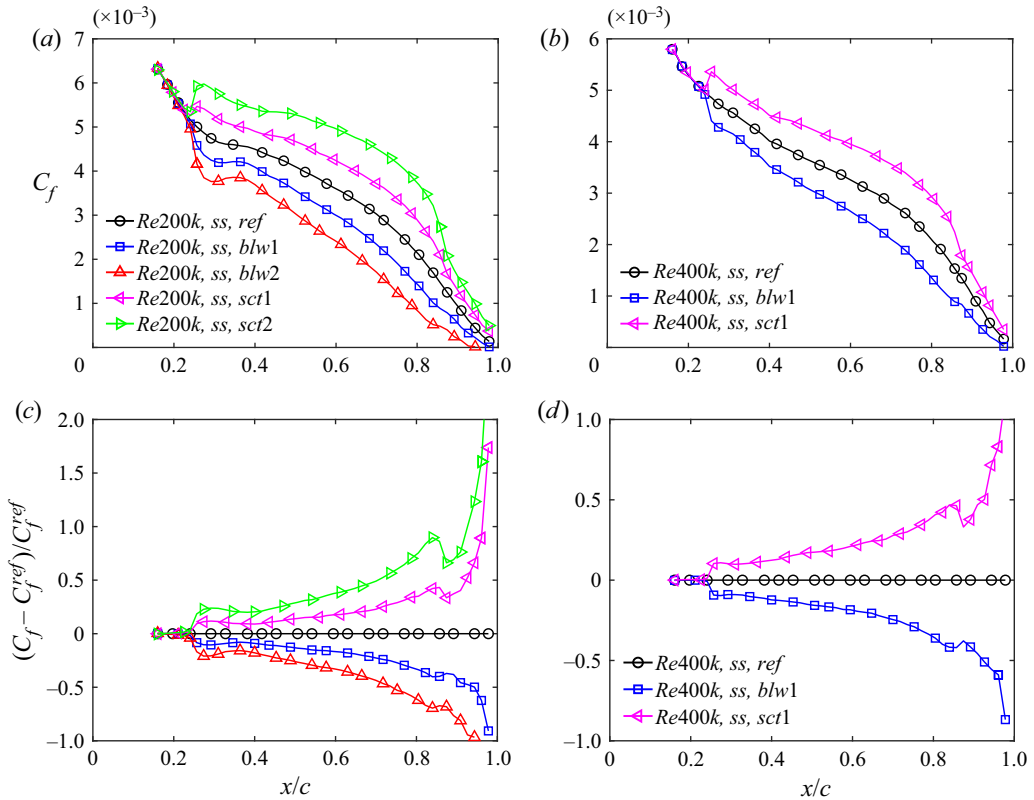 (×10⁻³)
(×10⁻³)
(a)
(b)
7
6
5
4
3
2
1
C_f
Re200k, ss, ref
Re200k, ss, blw1
Re200k, ss, blw2
Re200k, ss, sct1
Re200k, ss, sct2
0 0.2 0.4 0.6 0.8 1.0
6
5
4
3
2
1
Re400k, ss, ref
Re400k, ss, blw1
Re400k, ss, sct1
0 0.2 0.4 0.6 0.8 1.0
(c)
(d)
2.0
1.5
1.0
0.5
0
−0.5
−1.0
(C_f − C_f^ref)/C_f^ref
0 0.2 0.4 0.6 0.8 1.0
x/c
1.0
0.5
0
−0.5
−1.0
Re400k, ss, ref
Re400k, ss, blw1
Re400k, ss, sct1
0 0.2 0.4 0.6 0.8 1.0
x/c